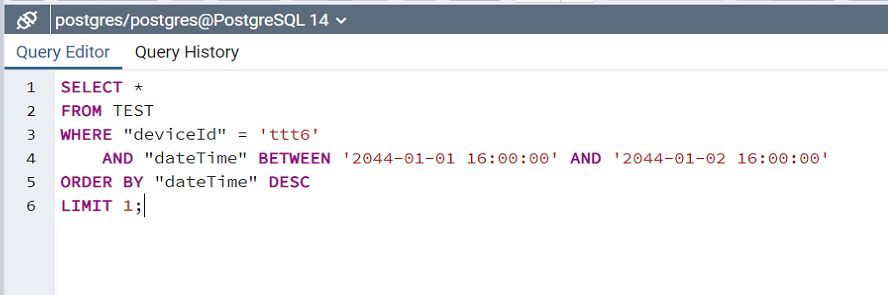 postgres/postgres@PostgreSQL 14
Query Editor Query History
1 SELECT *
2 FROM TEST
3 WHERE "deviceId" = 'ttt6'
4 AND "dateTime" BETWEEN '2044-01-01 16:00:00' AND '2044-01-02 16:00:00'
5 ORDER BY "dateTime" DESC
6 LIMIT 1;